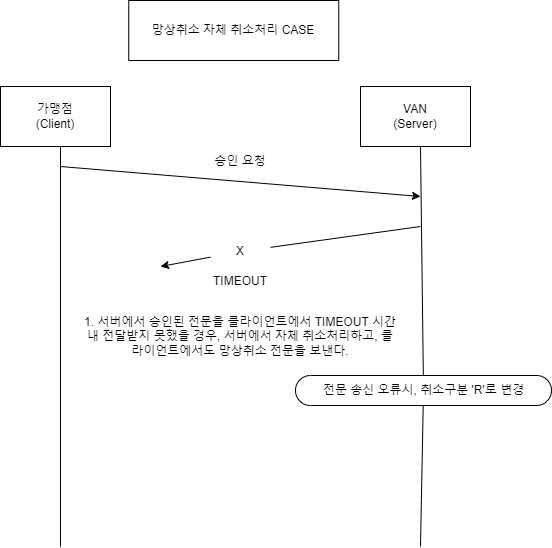 망상취소 자체 취소처리 CASE
가맹점
(Client)
VAN
(Server)
승인 요청
X
TIMEOUT
1. 서버에서 승인된 전문을 클라이언트에서 TIMEOUT 시간
내 전달받지 못했을 경우, 서버에서 자체 취소처리하고, 클
라이언트에서도 망상취소 전문을 보낸다.
전문 송신 오류시, 취소구분 'R'로 변경